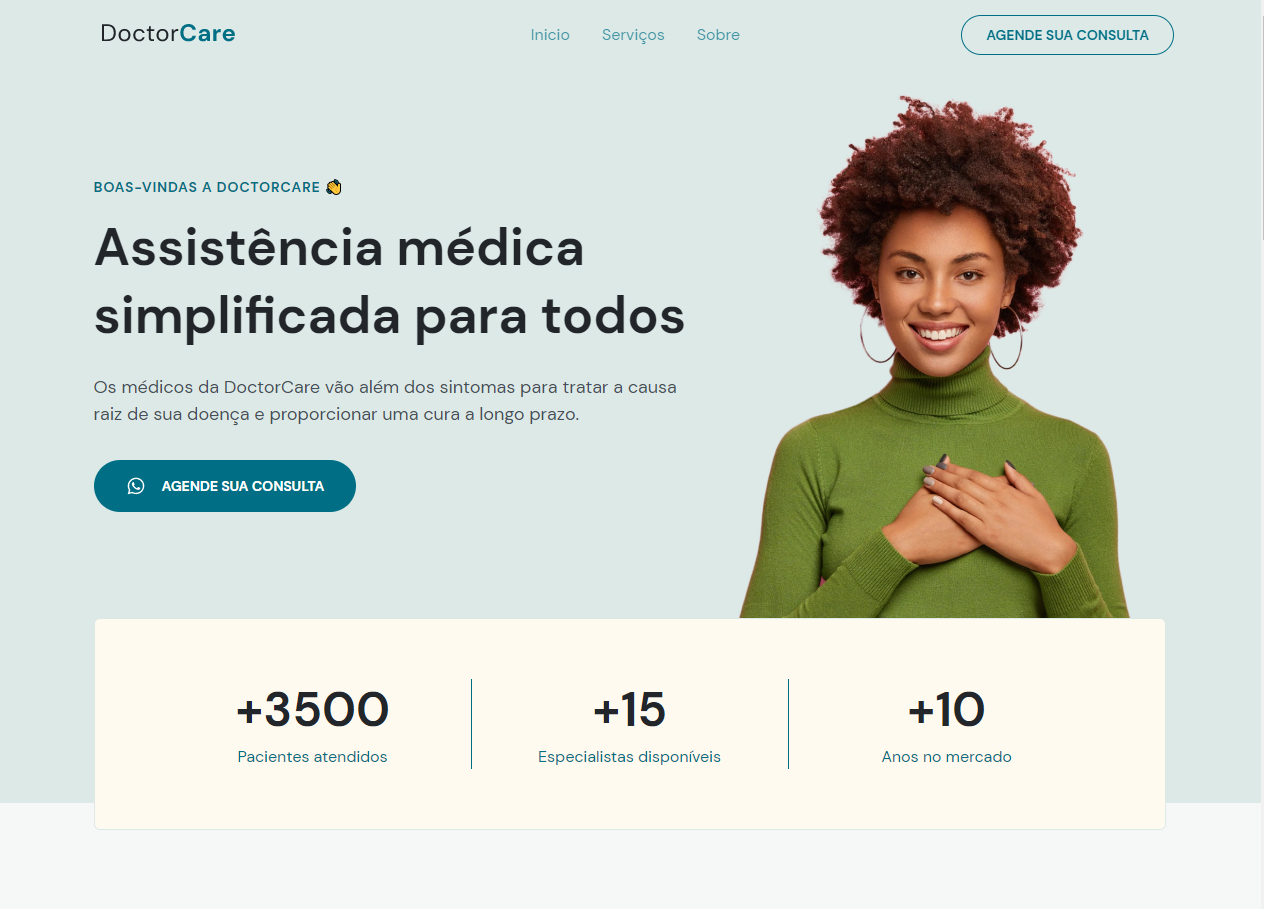 DoctorCare
Inicio
Serviços
Sobre
AGENDE SUA CONSULTA
BOAS-VINDAS A DOCTORCARE 👏
Assistência médica
simplificada para todos
Os médicos da DoctorCare vão além dos sintomas para tratar a causa
raiz de sua doença e proporcionar uma cura a longo prazo.
AGENDE SUA CONSULTA
+3500
Pacientes atendidos
+15
Especialistas disponíveis
+10
Anos no mercado